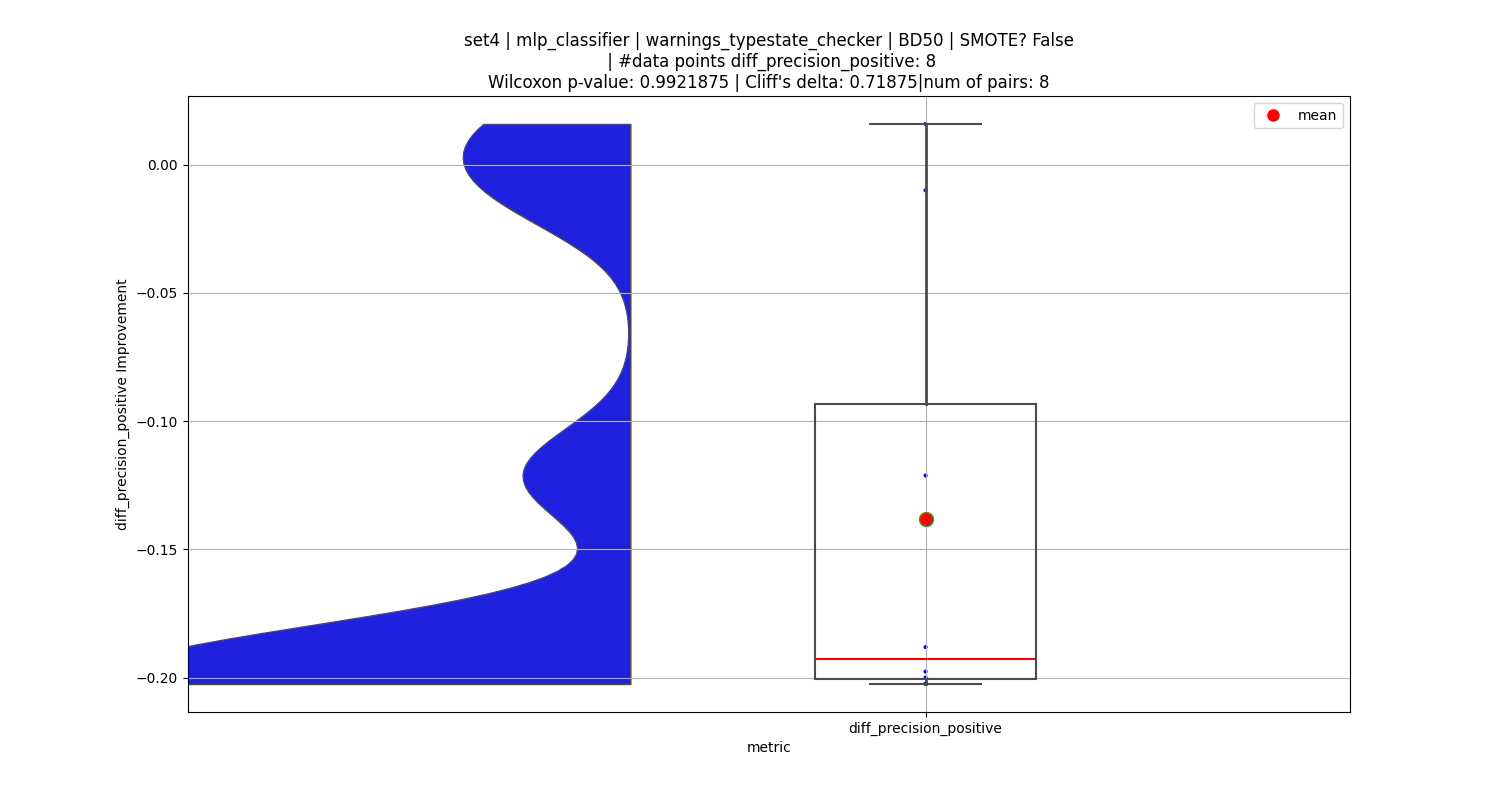 set4 | mlp_classifier | warnings_typestate_checker | BD50 | SMOTE? False
| #data points diff_precision_positive: 8
Wilcoxon p-value: 0.9921875 | Cliff's delta: 0.71875|num of pairs: 8
mean
0.00
−0.05
−0.10
−0.15
−0.20
diff_precision_positive Improvement
diff_precision_positive
metric